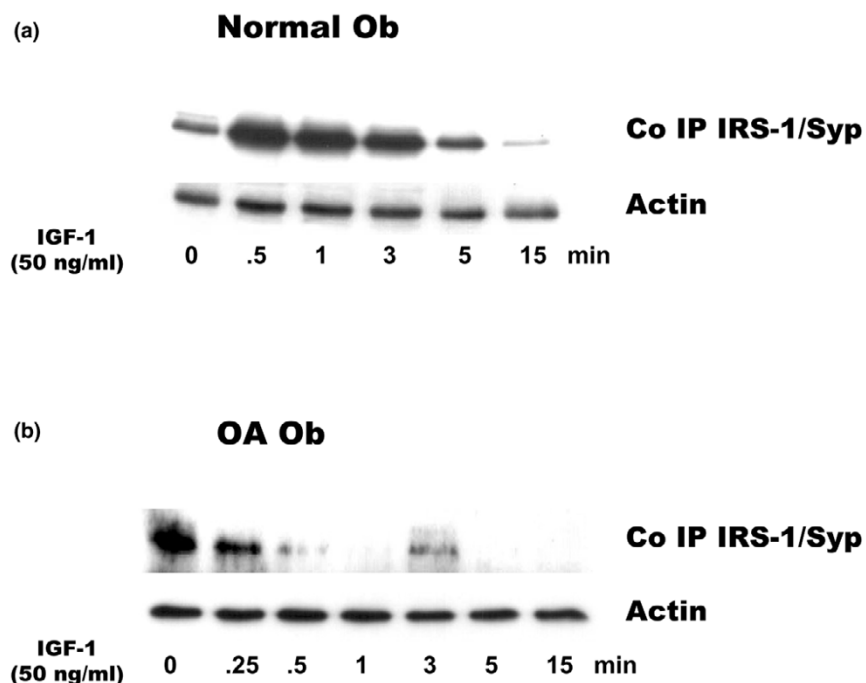 (a)
Normal Ob
Co IP IRS-1/Syp
Actin
IGF-1
(50 ng/ml)
0 .5 1 3 5 15 min
(b)
OA Ob
Co IP IRS-1/Syp
Actin
IGF-1
(50 ng/ml)
0 .25 .5 1 3 5 15 min